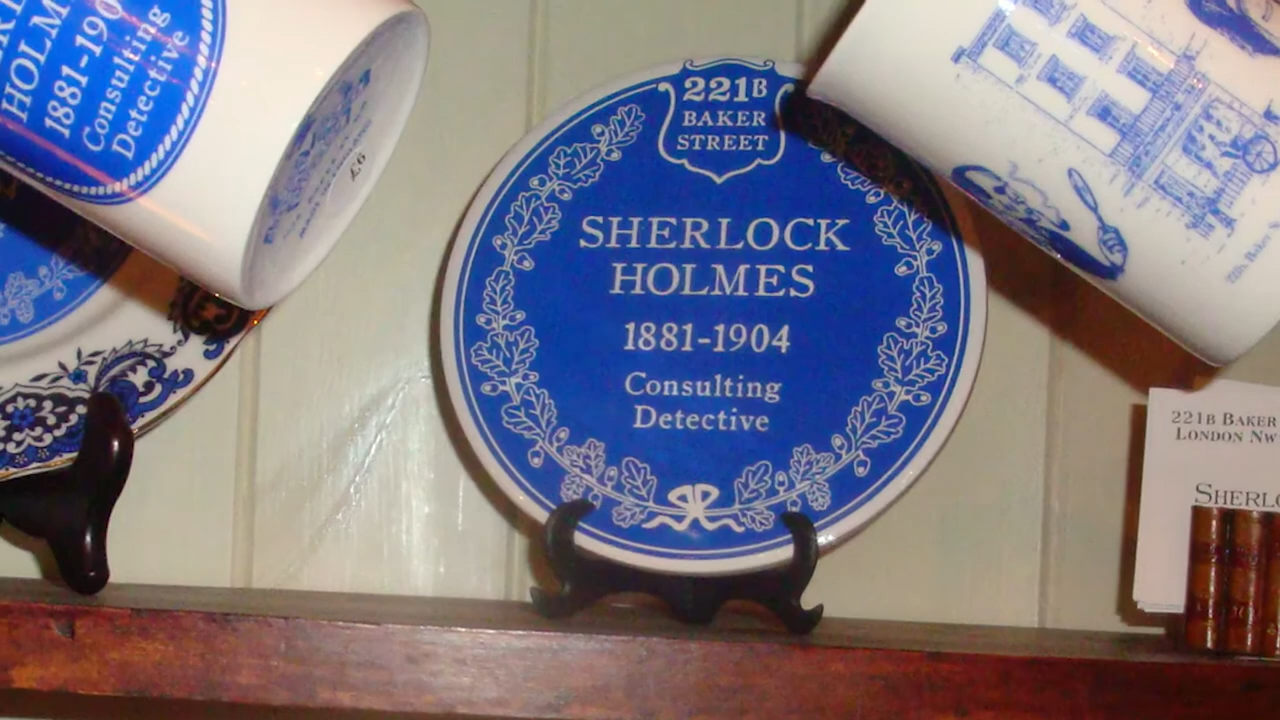 HOLM
1881-190
Consulting
Detective
£6
221B
BAKER
STREET
SHERLOCK
HOLMES
1881-1904
Consulting
Detective
221B BAKER
LONDON NW
SHERLO